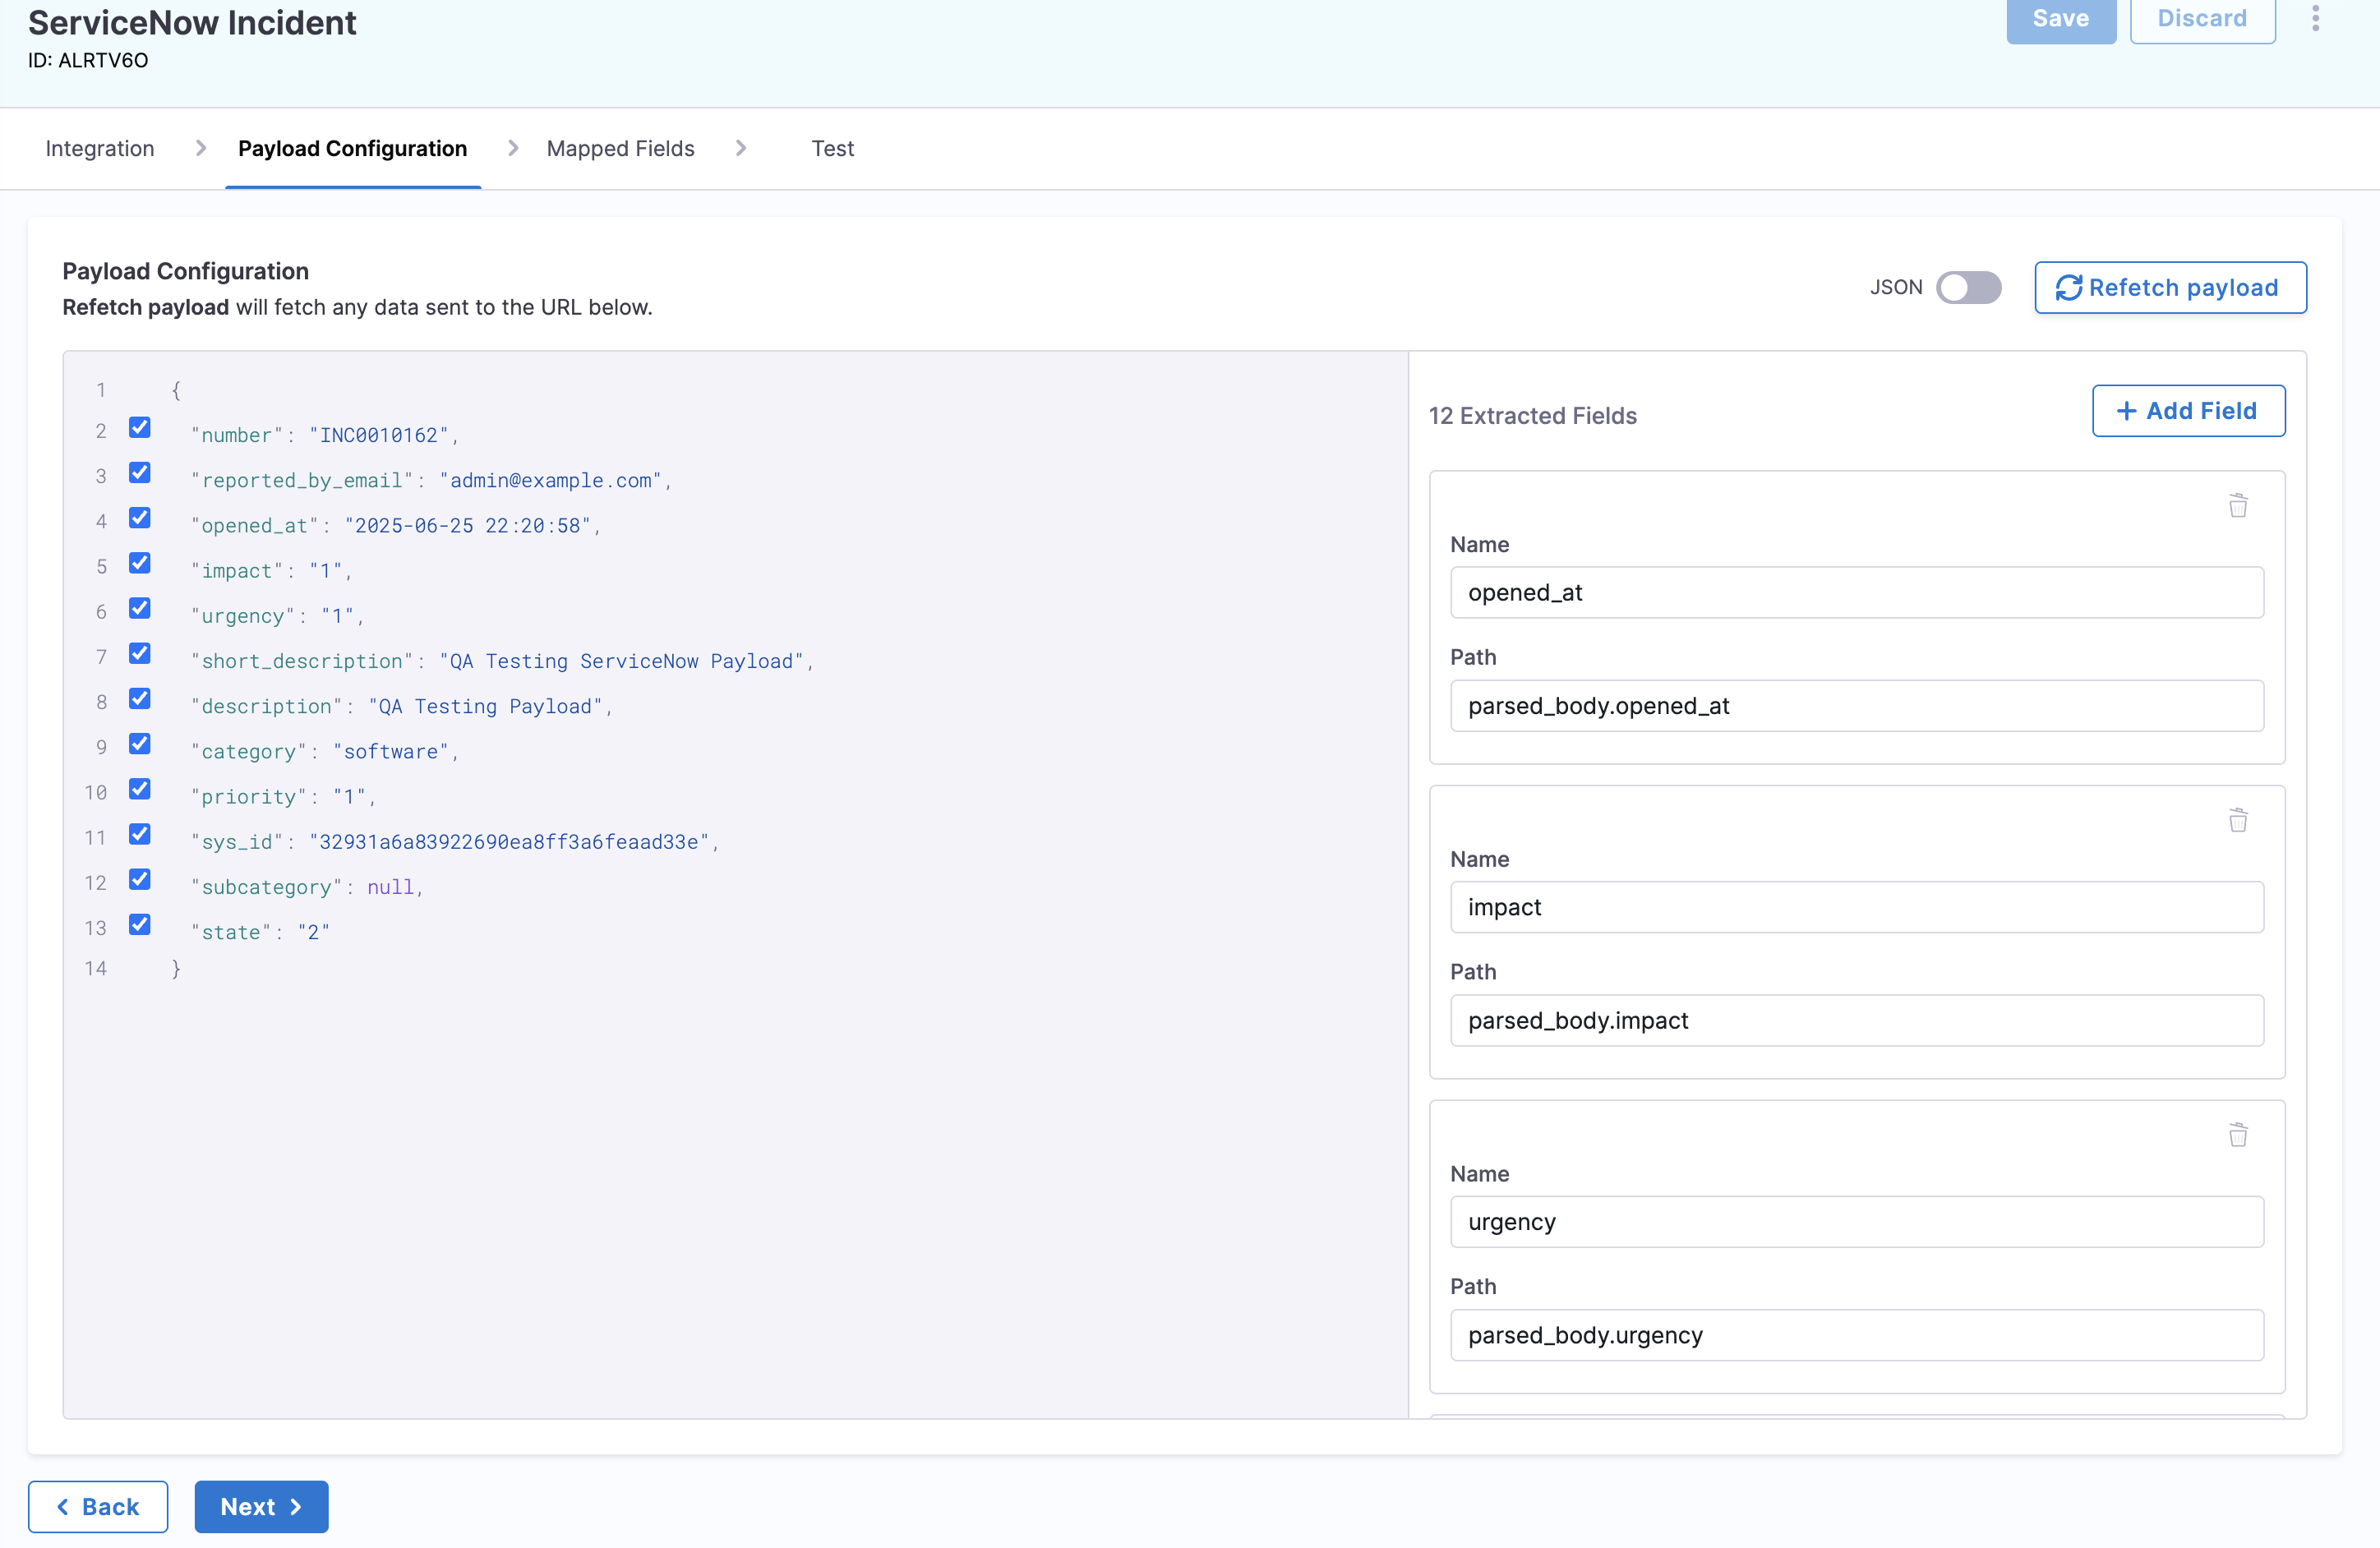 ServiceNow Incident
ID: ALRTV6O
Save
Discard
Integration
Payload Configuration
Mapped Fields
Test
Payload Configuration
Refetch payload will fetch any data sent to the URL below.
JSON
Refetch payload
1 {
2 "number": "INC0010162",
3 "reported_by_email": "admin@example.com",
4 "opened_at": "2025-06-25 22:20:58",
5 "impact": "1",
6 "urgency": "1",
7 "short_description": "QA Testing ServiceNow Payload",
8 "description": "QA Testing Payload",
9 "category": "software",
10 "priority": "1",
11 "sys_id": "32931a6a83922690ea8ff3a6feaad33e",
12 "subcategory": null,
13 "state": "2"
14 }
12 Extracted Fields
+ Add Field
Name
opened_at
Path
parsed_body.opened_at
Name
impact
Path
parsed_body.impact
Name
urgency
Path
parsed_body.urgency
Back
Next